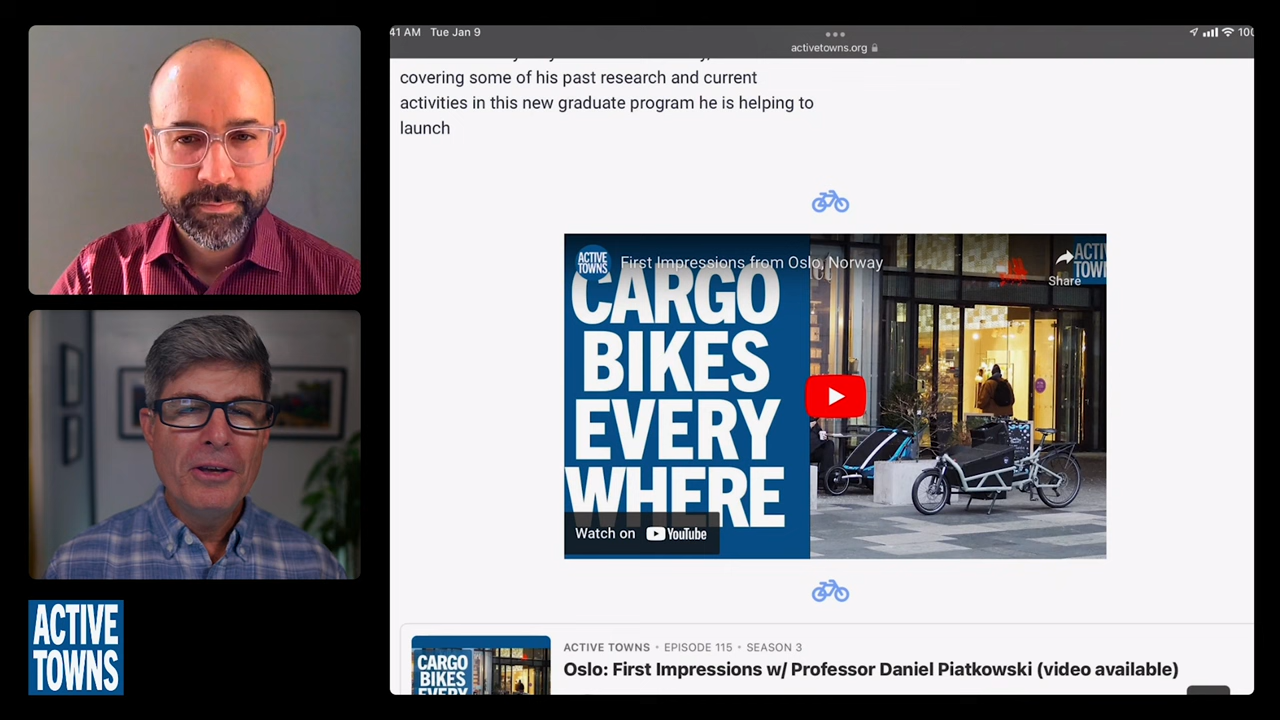 41 AM Tue Jan 9
activetowns.org
covering some of his past research and current
activities in this new graduate program he is helping to
launch
ACTIVE
TOWNS
First Impressions from Oslo, Norway
Share
CARGO
BIKES
EVERY
WHERE
Watch on YouTube
ACTIVE TOWNS • EPISODE 115 • SEASON 3
Oslo: First Impressions w/ Professor Daniel Piatkowski (video available)
CARGO
BIKES
EVERY
ACTIVE
TOWNS